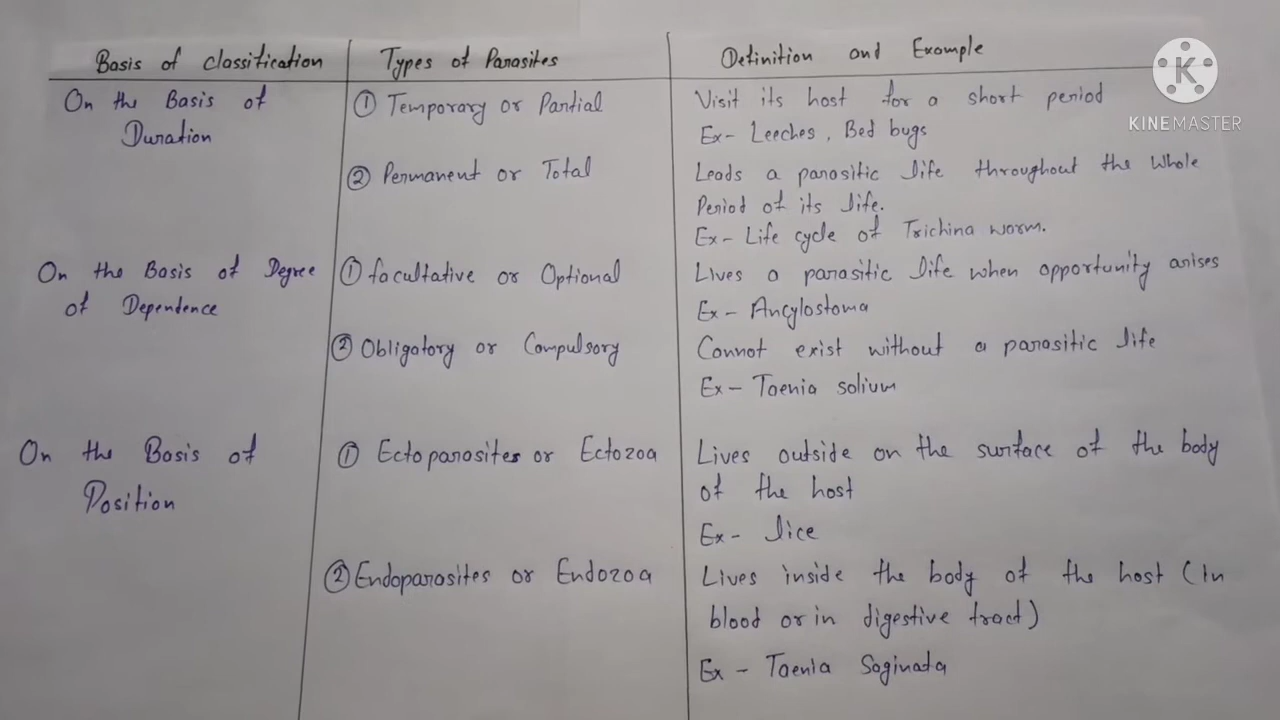 Basis of classification
Types of Parasites
Definition and Example
K
KINEMASTER
On the Basis of
Duration
① Temporary or Partial
Visit its host for a short period
Ex- Leeches, Bed bugs
② Permanent or Total
Leads a parasitic life throughout the whole
Period of its life.
Ex- Life cycle of Trichina worm.
On the Basis of Degree
of Dependence
① facultative or Optional
Lives a parasitic life when opportunity arises
Ex- Ancylostoma
② Obligatory or Compulsory
Cannot exist without a parasitic life
Ex- Taenia solium
On the Basis of
Position
① Ectoparasites or Ectozoa
Lives outside on the surface of the body
of the host
Ex- lice
② Endoparasites or Endozoa
Lives inside the body of the host (In
blood or in digestive tract)
Ex- Taenia Saginata